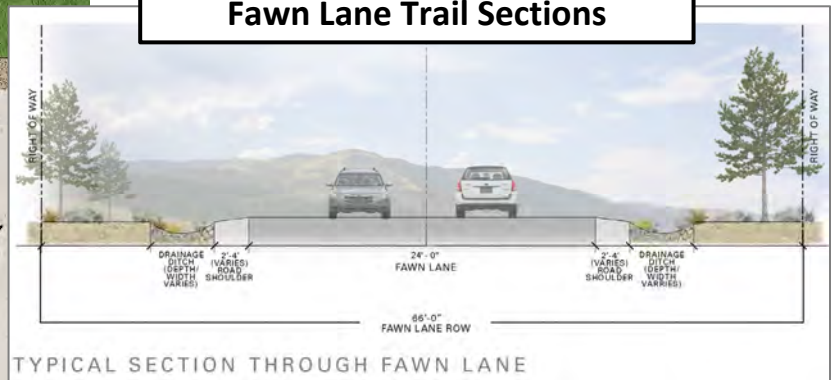 Fawn Lane Trail Sections
RIGHT OF WAY
RIGHT OF WAY
DRAINAGE
DITCH
(DEPTH/
WIDTH
VARIES)
2'-4'
(VARIES)
ROAD
SHOULDER
24'-0"
FAWN LANE
2'-4'
(VARIES)
ROAD
SHOULDER
DRAINAGE
DITCH
(DEPTH/
WIDTH
VARIES)
66'-0"
FAWN LANE ROW
TYPICAL SECTION THROUGH FAWN LANE